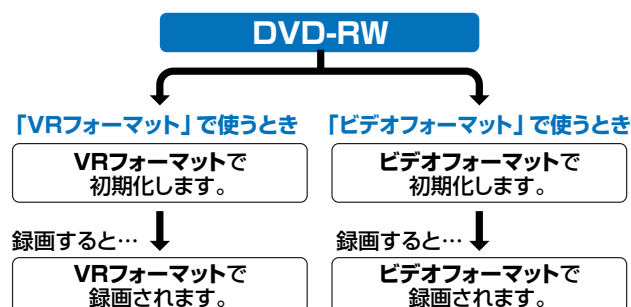 DVD-RW
「VRフォーマット」で使うとき
VRフォーマットで
初期化します。
録画すると…
VRフォーマットで
録画されます。
「ビデオフォーマット」で使うとき
ビデオフォーマットで
初期化します。
録画すると…
ビデオフォーマットで
録画されます。